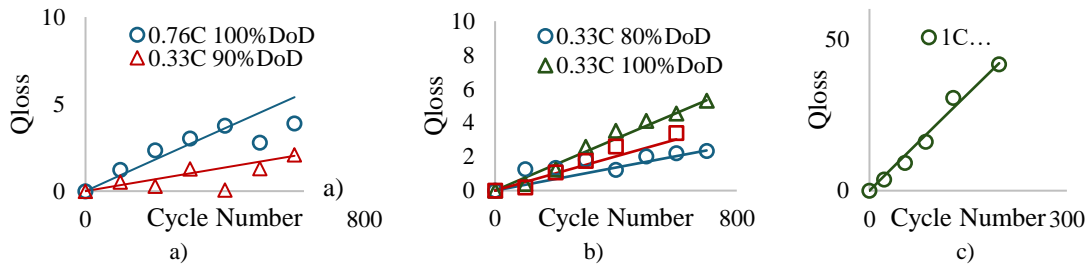 10
0.76C 100%DoD
0.33C 90%DoD
Qloss
5
0
a)
0
Cycle Number
800
a)
10
0.33C 80%DoD
0.33C 100%DoD
8
Qloss
6
4
2
0
0
Cycle Number
800
b)
50
1C…
Qloss
0
0
Cycle Number
300
c)